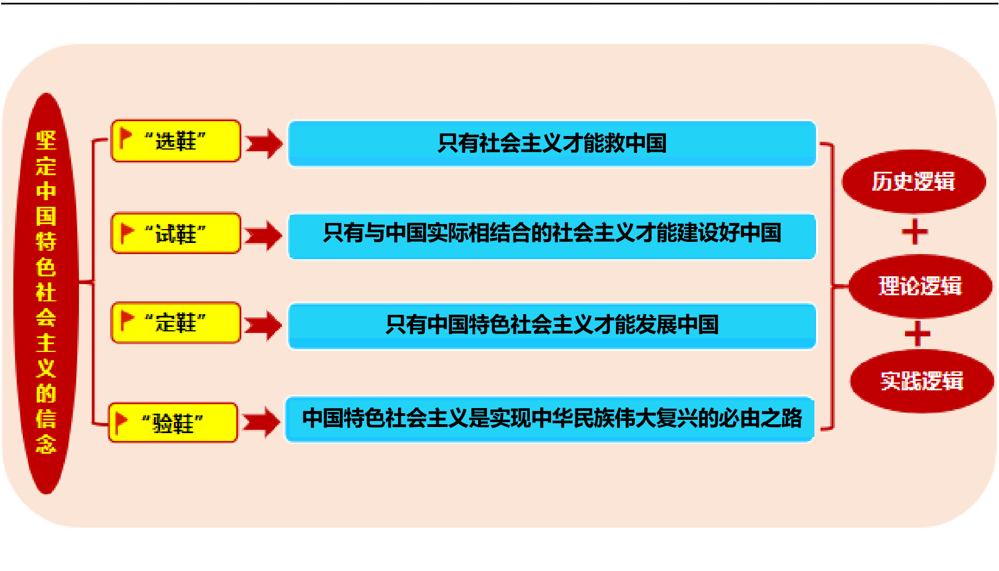 坚定中国特色社会主义的信念
“选鞋”
只有社会主义才能救中国
“试鞋”
只有与中国实际相结合的社会主义才能建设好中国
“定鞋”
只有中国特色社会主义才能发展中国
“验鞋”
中国特色社会主义是实现中华民族伟大复兴的必由之路
历史逻辑
+
理论逻辑
+
实践逻辑